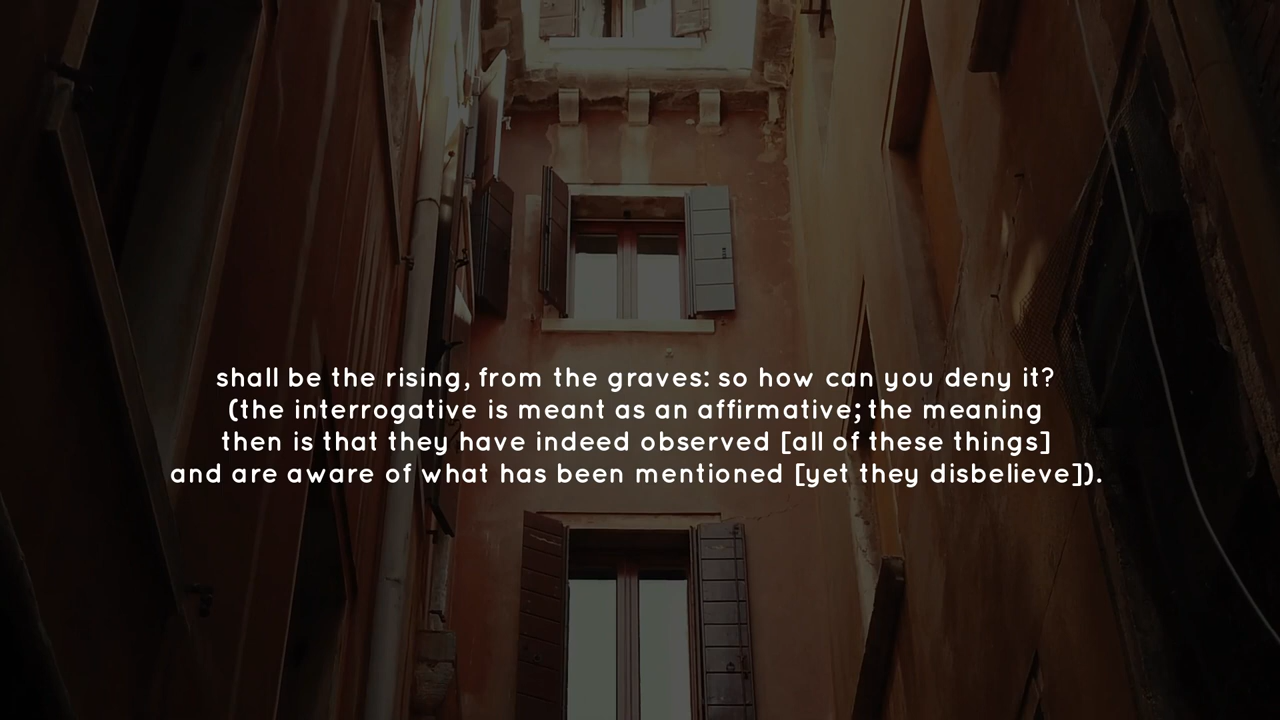 shall be the rising, from the graves: so how can you deny it?
(the interrogative is meant as an affirmative; the meaning
then is that they have indeed observed [all of these things]
and are aware of what has been mentioned [yet they disbelieve]).